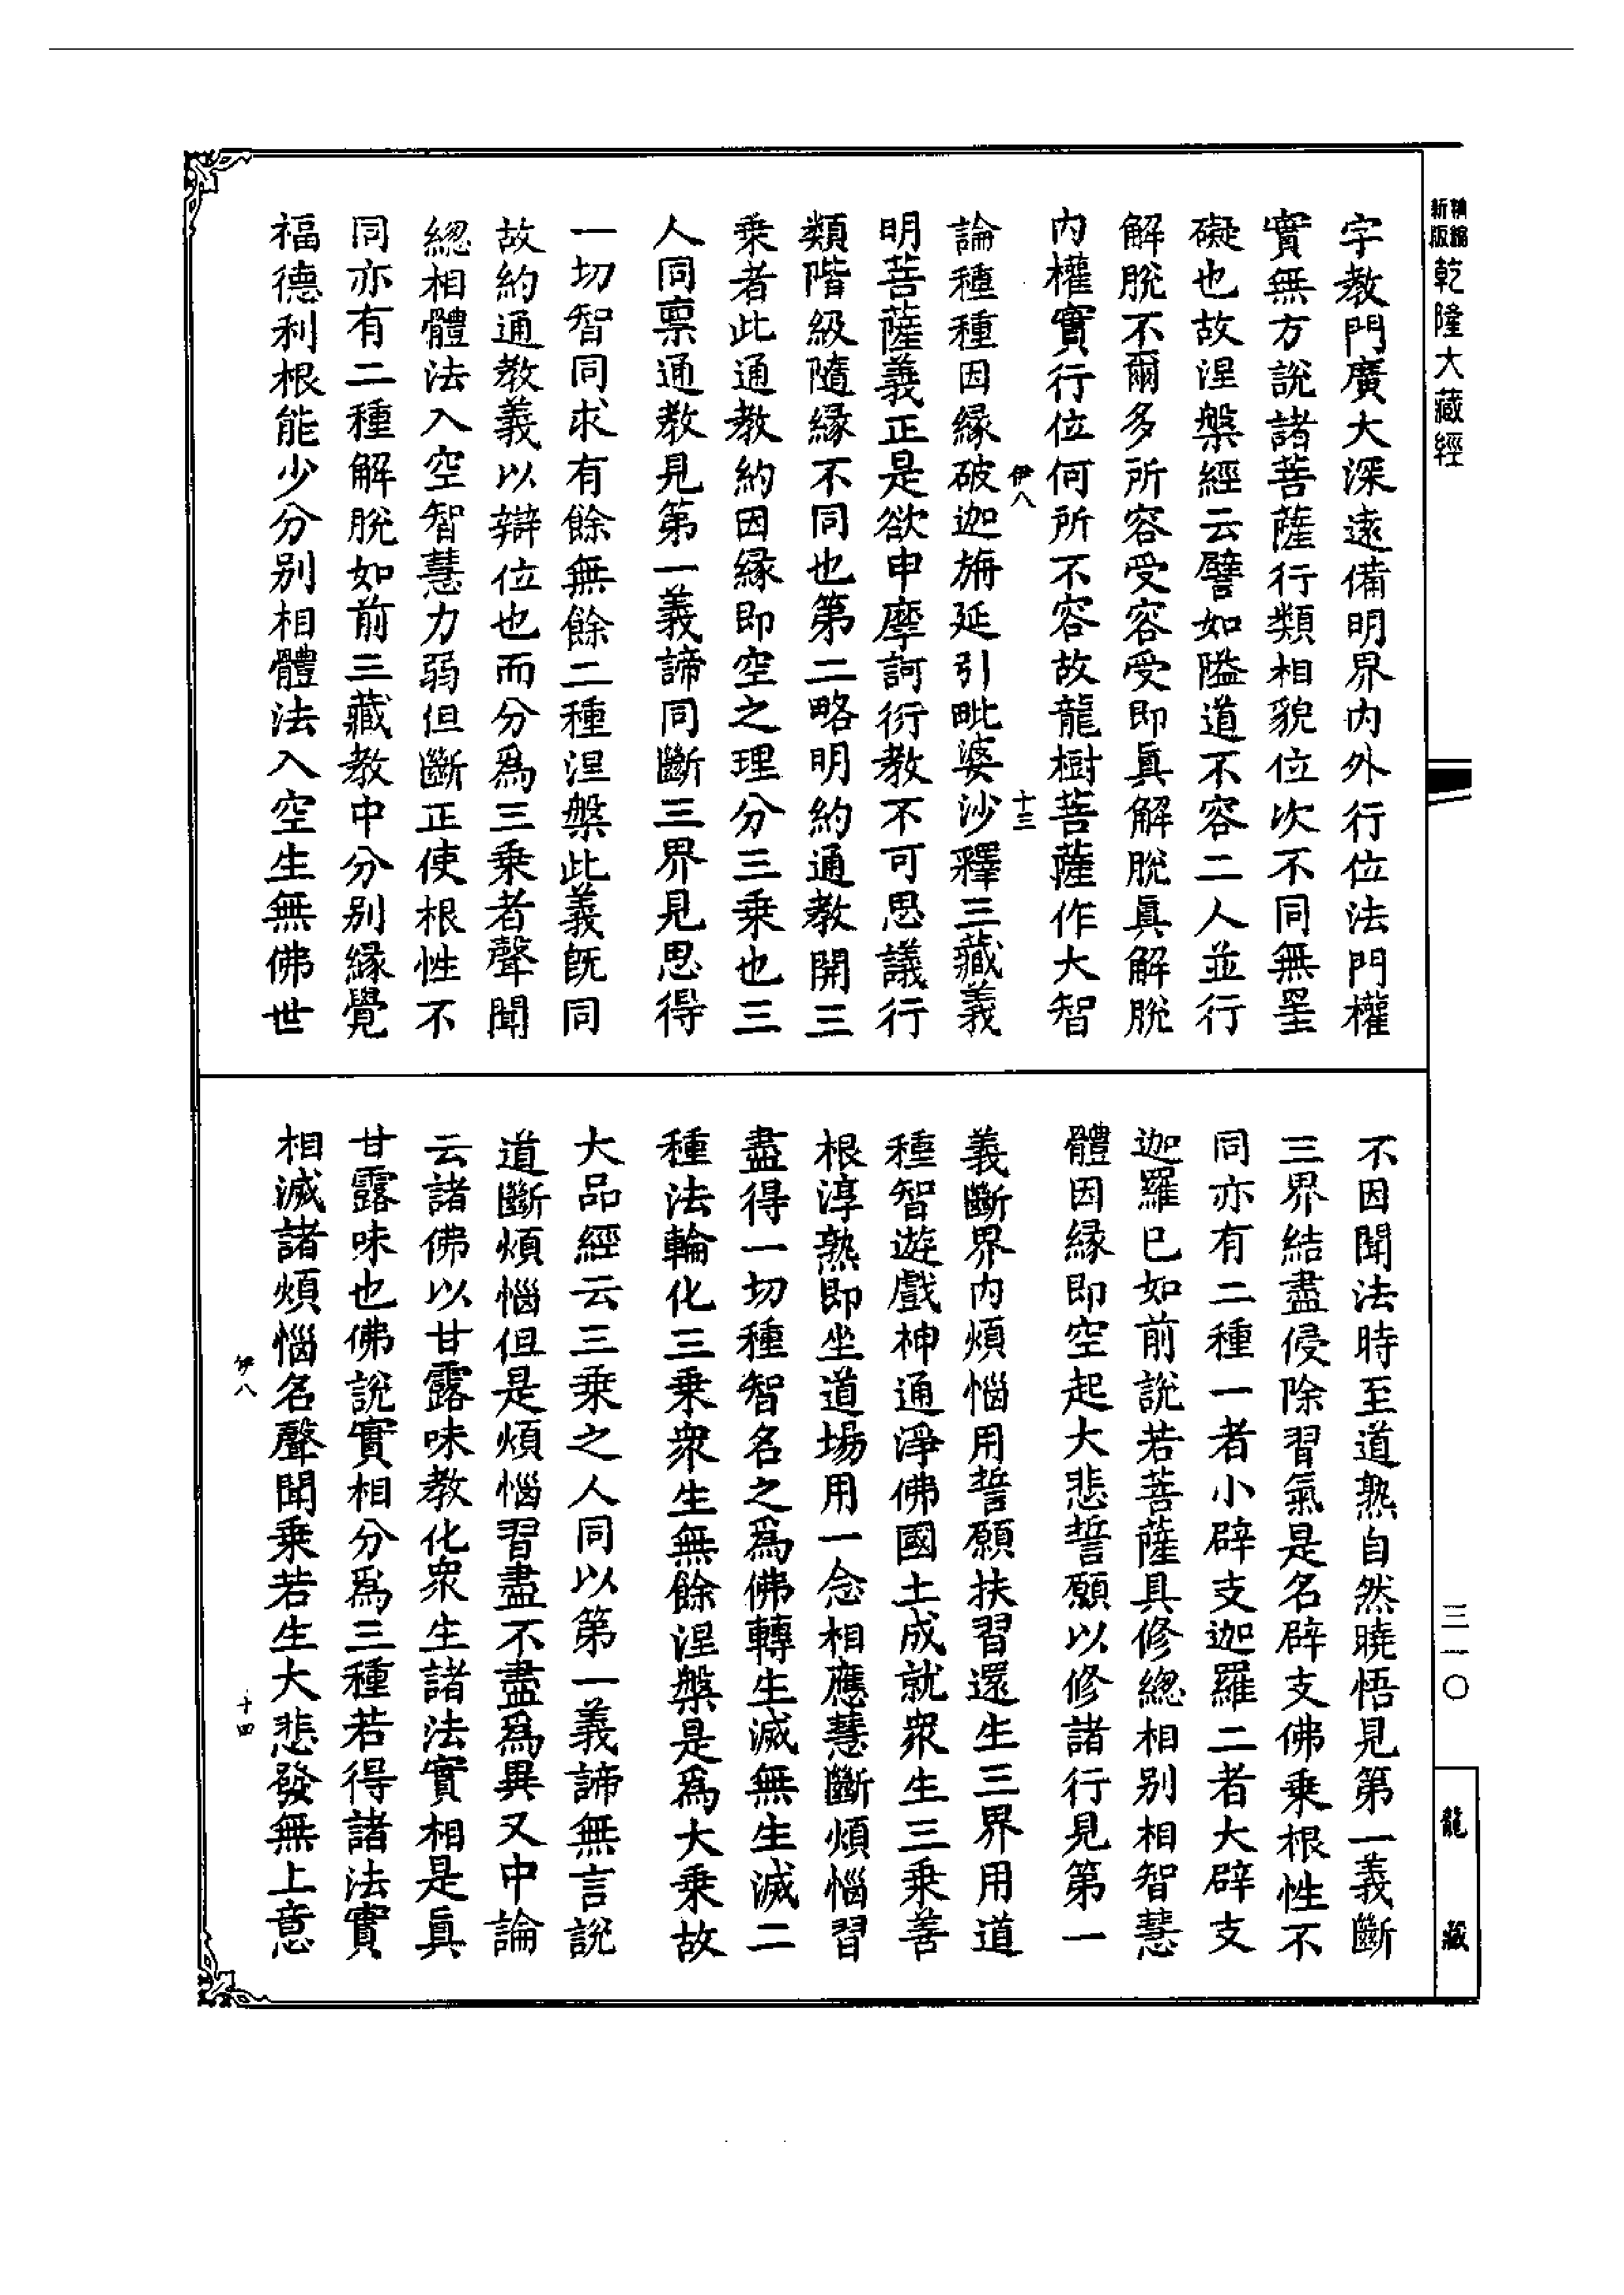 新版精縮乾隆大藏經
字教門廣大深遠備明界內外行位法門權
實無方說諸菩薩行類相貌位次不同無罣
礙也故涅槃經云譬如隘道不容二人並行
解脫不爾多所容受容受即眞解脫眞解脫
內權實行位何所不容故龍樹菩薩作大智
伊八
十三
論種種因緣破迦旃延引毗婆沙釋三藏義
明菩薩義正是欲申摩訶衍教不可思議行
類階級隨緣不同也第二略明約通教開三
乘者此通教約因緣即空之理分三乘也三
人同稟通教見第一義諦同斷三界見思得
一切智同求有餘無餘二種涅槃此義既同
故約通教義以辯位也而分爲三乘者聲聞
總相體法入空智慧力弱但斷正使根性不
同亦有二種解脫如前三藏教中分別緣覺
福德利根能少分別相體法入空生無佛世
不因聞法時至道熟自然曉悟見第一義斷
三界結盡侵除習氣是名辟支佛乘根性不
同亦有二種一者小辟支迦羅二者大辟支
迦羅已如前說若菩薩具修總相別相智慧
體因緣即空起大悲誓願以修諸行見第一
義斷界內煩惱用誓願扶習還生三界用道
種智遊戲神通淨佛國土成就衆生三乘善
根淳熟即坐道場用一念相應慧斷煩惱習
盡得一切種智名之爲佛轉生滅無生滅二
種法輪化三乘衆生無餘涅槃是爲大乘故
大品經云三乘之人同以第一義諦無言說
道斷煩惱但是煩惱習盡不盡爲異又中論
云諸佛以甘露味教化衆生諸法實相是眞
甘露味也佛說實相分爲三種若得諸法實
相滅諸煩惱名聲聞乘若生大悲發無上意
伊八
十四
三一〇
龍藏